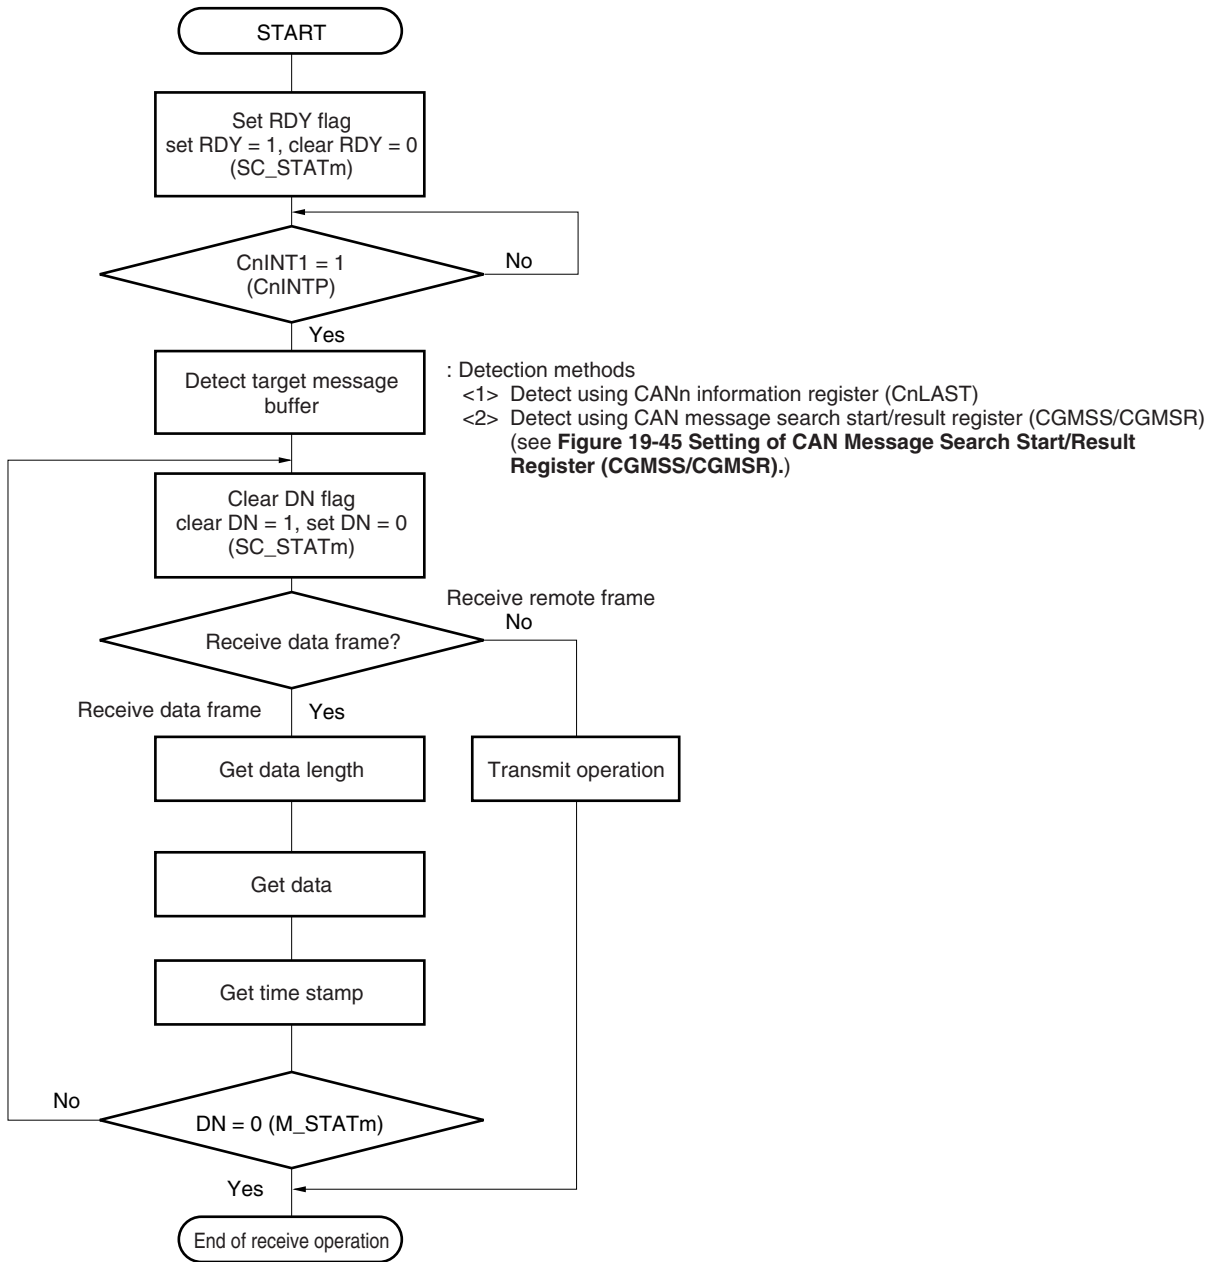 START
Set RDY flag
set RDY = 1, clear RDY = 0
(SC_STATm)
CnINT1 = 1
(CnINTP)
No
Yes
Detect target message
buffer
: Detection methods
<1> Detect using CANn information register (CnLAST)
<2> Detect using CAN message search start/result register (CGMSS/CGMSR)
(see Figure 19-45 Setting of CAN Message Search Start/Result
Register (CGMSS/CGMSR).)
Clear DN flag
clear DN = 1, set DN = 0
(SC_STATm)
Receive remote frame
No
Receive data frame?
Receive data frame
Yes
Get data length
Transmit operation
Get data
Get time stamp
No
DN = 0 (M_STATm)
Yes
End of receive operation